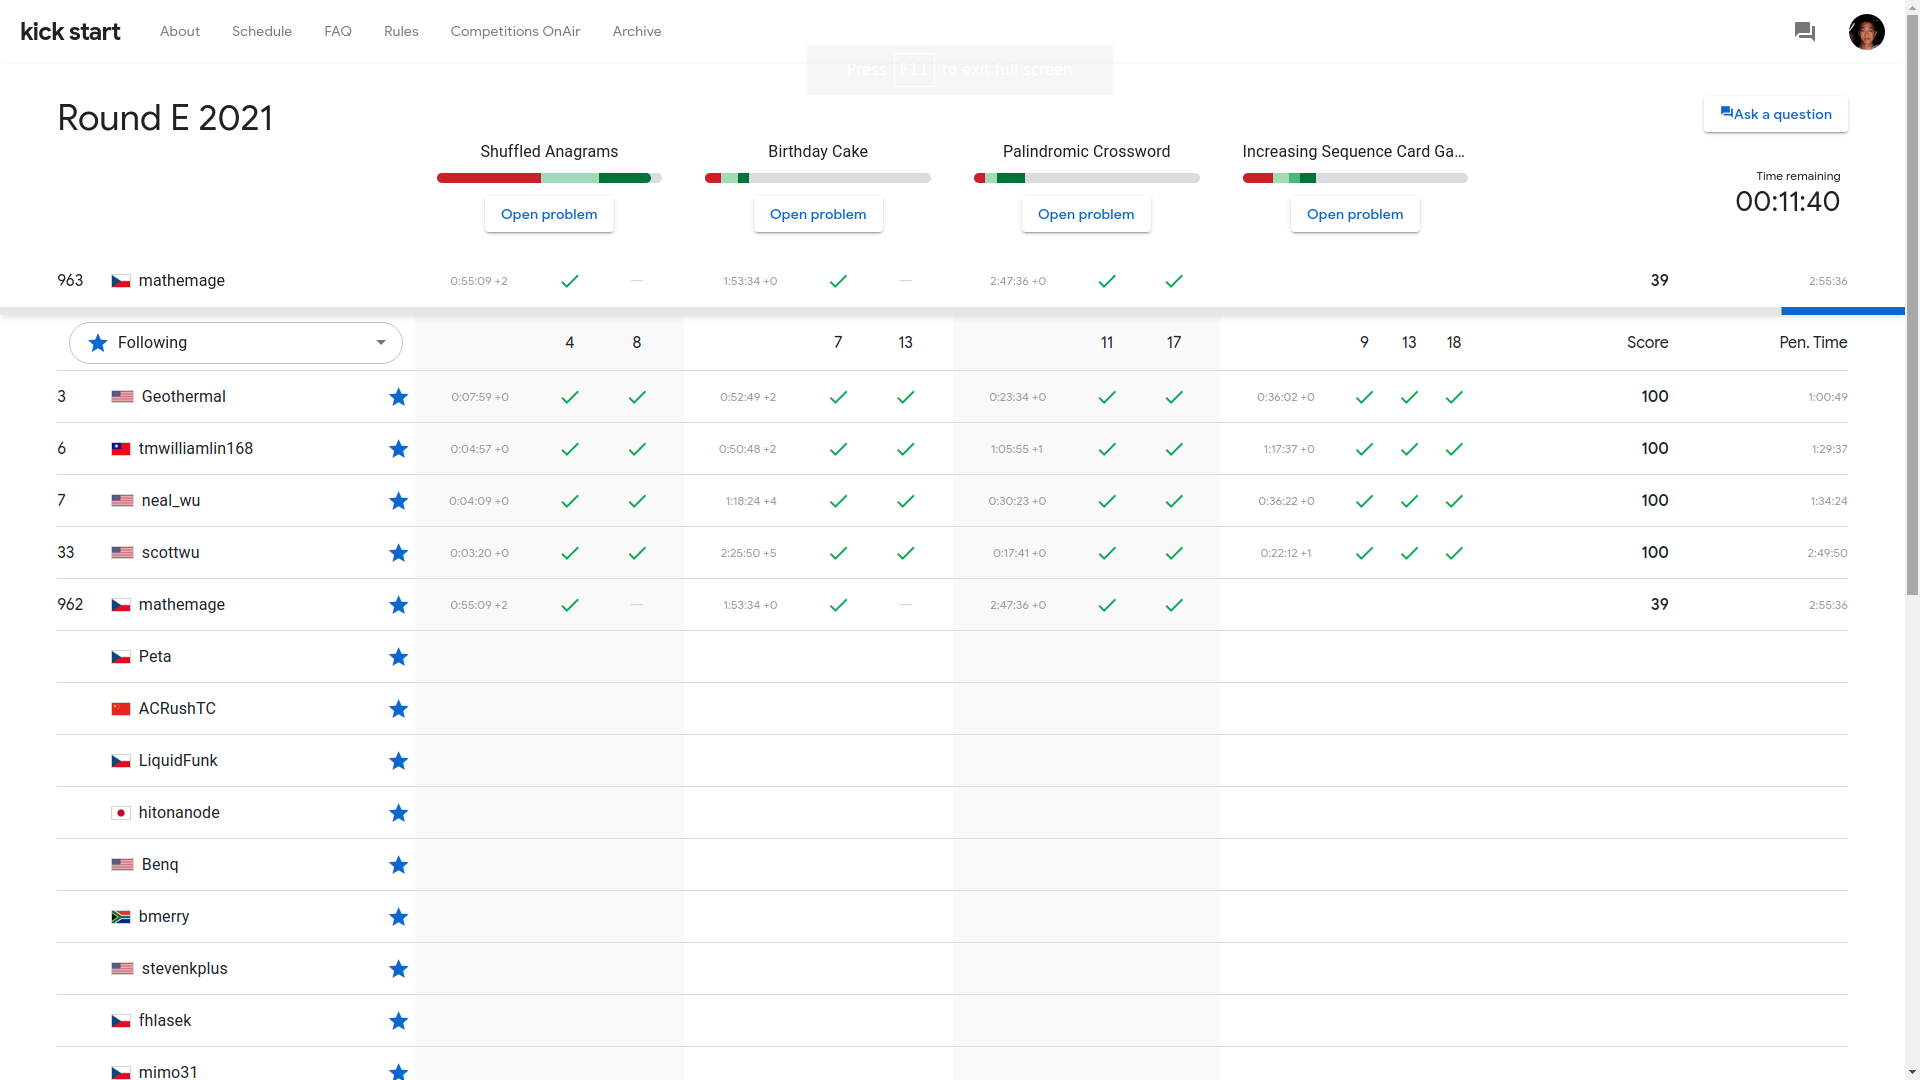 kick start About Schedule FAQ Rules Competitions OnAir Archive
Press F11 to exit full screen
Round E 2021
Ask a question
Shuffled Anagrams Birthday Cake Palindromic Crossword Increasing Sequence Card Ga...
Time remaining
00:11:40
Open problem Open problem Open problem Open problem
963 mathemage 0:55:09 +2 — 1:53:34 +0 — 2:47:36 +0 39 2:55:36
Following 4 8 7 13 11 17 9 13 18 Score Pen. Time
3 Geothermal 0:07:59 +0 0:52:49 +2 0:23:34 +0 0:36:02 +0 100 1:00:49
6 tmwilliamlin168 0:04:57 +0 0:50:48 +2 1:05:55 +1 1:17:37 +0 100 1:29:37
7 neal_wu 0:04:09 +0 1:18:24 +4 0:30:23 +0 0:36:22 +0 100 1:34:24
33 scottwu 0:03:20 +0 2:25:50 +5 0:17:41 +0 0:22:12 +1 100 2:49:50
962 mathemage 0:55:09 +2 — 1:53:34 +0 — 2:47:36 +0 39 2:55:36
Peta
ACRushTC
LiquidFunk
hitonanode
Benq
bmerry
stevenkplus
fhlasek
mimo31